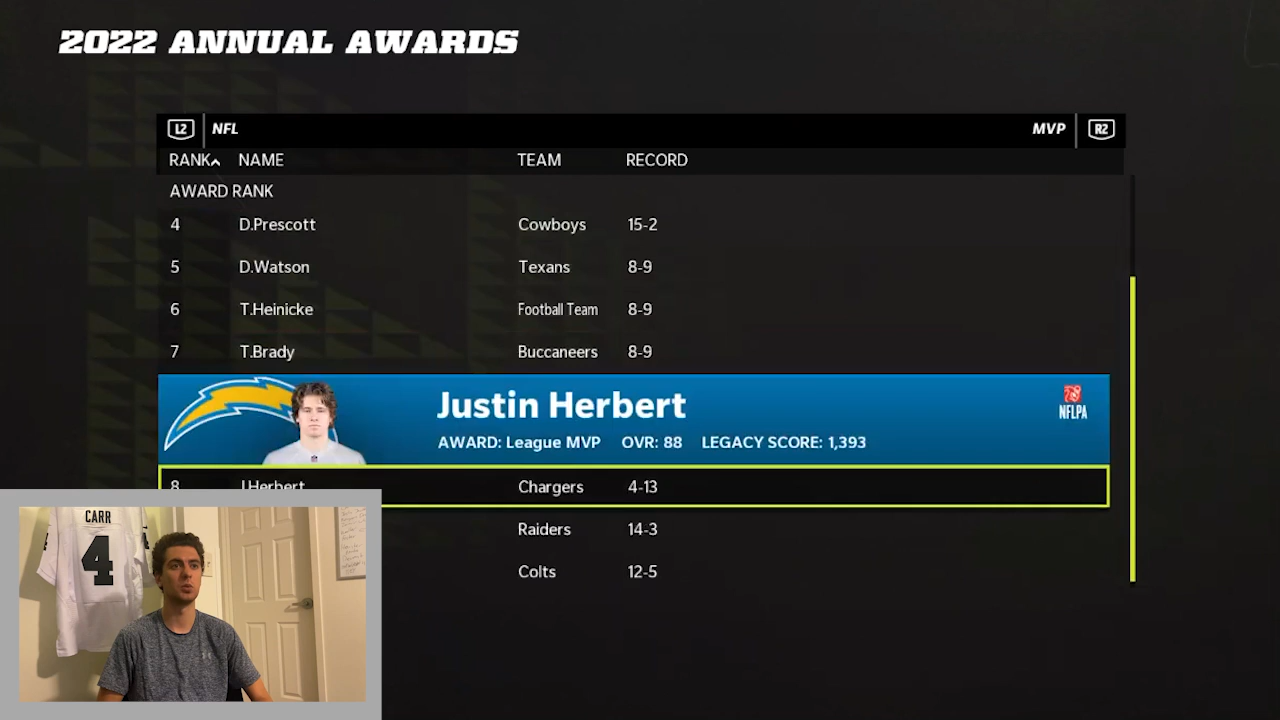 2022 ANNUAL AWARDS
L2 NFL MVP R2
RANK NAME TEAM RECORD
AWARD RANK
4 D.Prescott Cowboys 15-2
5 D.Watson Texans 8-9
6 T.Heinicke Football Team 8-9
7 T.Brady Buccaneers 8-9
Justin Herbert
NFLPA
AWARD: League MVP OVR: 88 LEGACY SCORE: 1,393
8 J.Herbert Chargers 4-13
Raiders 14-3
Colts 12-5
CARR
4